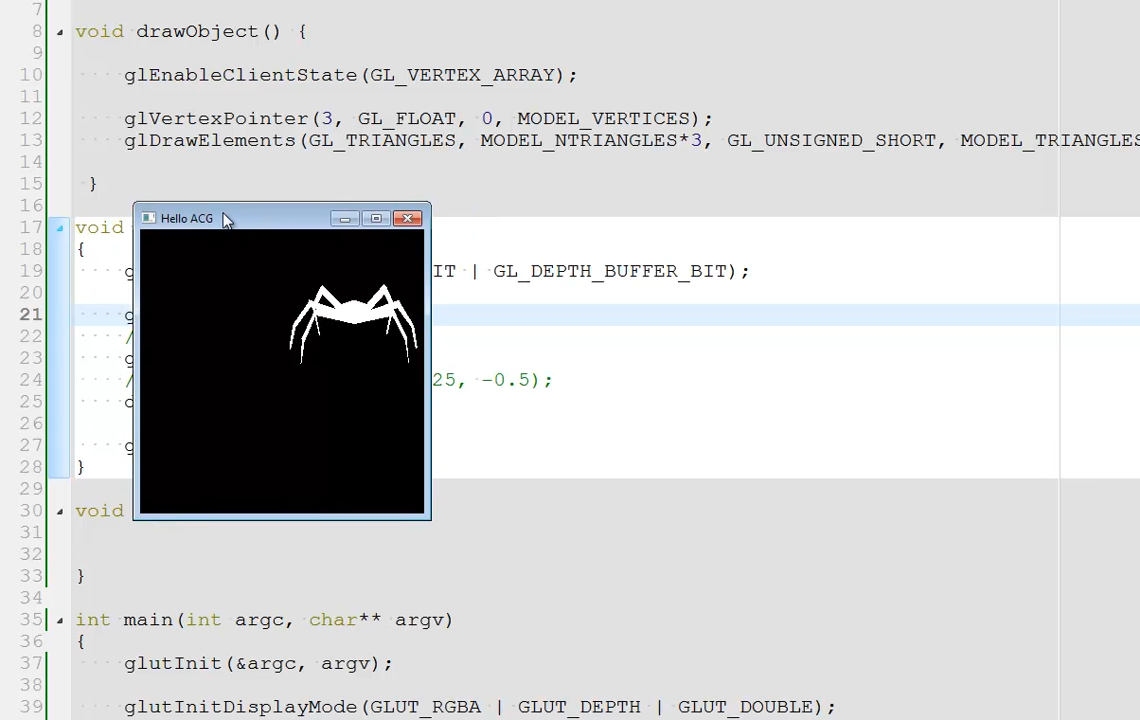 7
8 void drawObject() {
9
10 glEnableClientState(GL_VERTEX_ARRAY);
11
12 glVertexPointer(3, GL_FLOAT, 0, MODEL_VERTICES);
13 glDrawElements(GL_TRIANGLES, MODEL_NTRIANGLES*3, GL_UNSIGNED_SHORT, MODEL_TRIANGLES
14
15 }
16
Hello ACG
17 void
18 {
19 g IT | GL_DEPTH_BUFFER_BIT);
20
21 g
22 /
23 g
24 / 25, -0.5);
25
26
27 g
28 }
29
30 void
31
32
33 }
34
35 int main(int argc, char** argv)
36 {
37 glutInit(&argc, argv);
38
39 glutInitDisplayMode(GLUT_RGBA | GLUT_DEPTH | GLUT_DOUBLE);